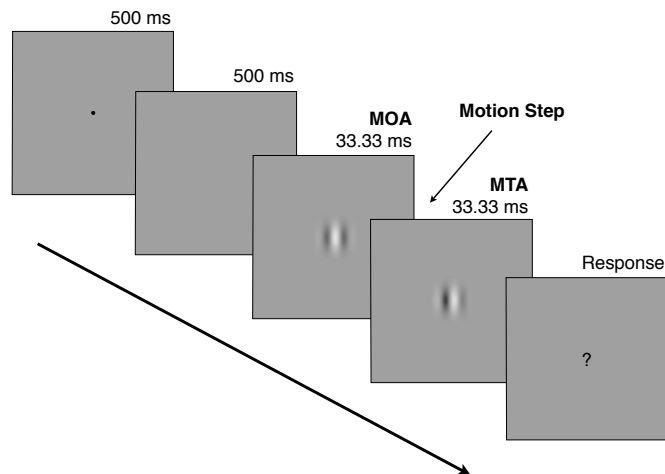 500 ms
500 ms
MOA
33.33 ms
Motion Step
MTA
33.33 ms
Response
?